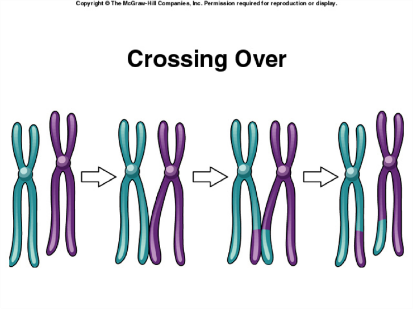 Copyright © The McGraw-Hill Companies, Inc. Permission required for reproduction or display.
Crossing Over